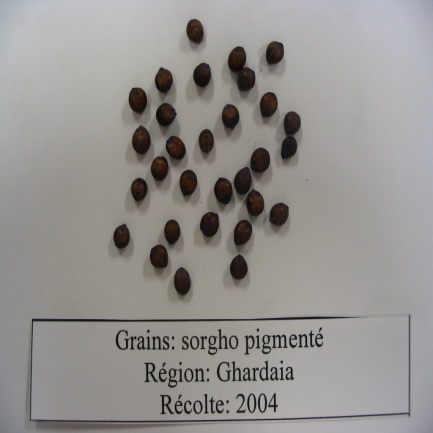 Grains: sorgho pigmenté
Région: Ghardaia
Récolte: 2004